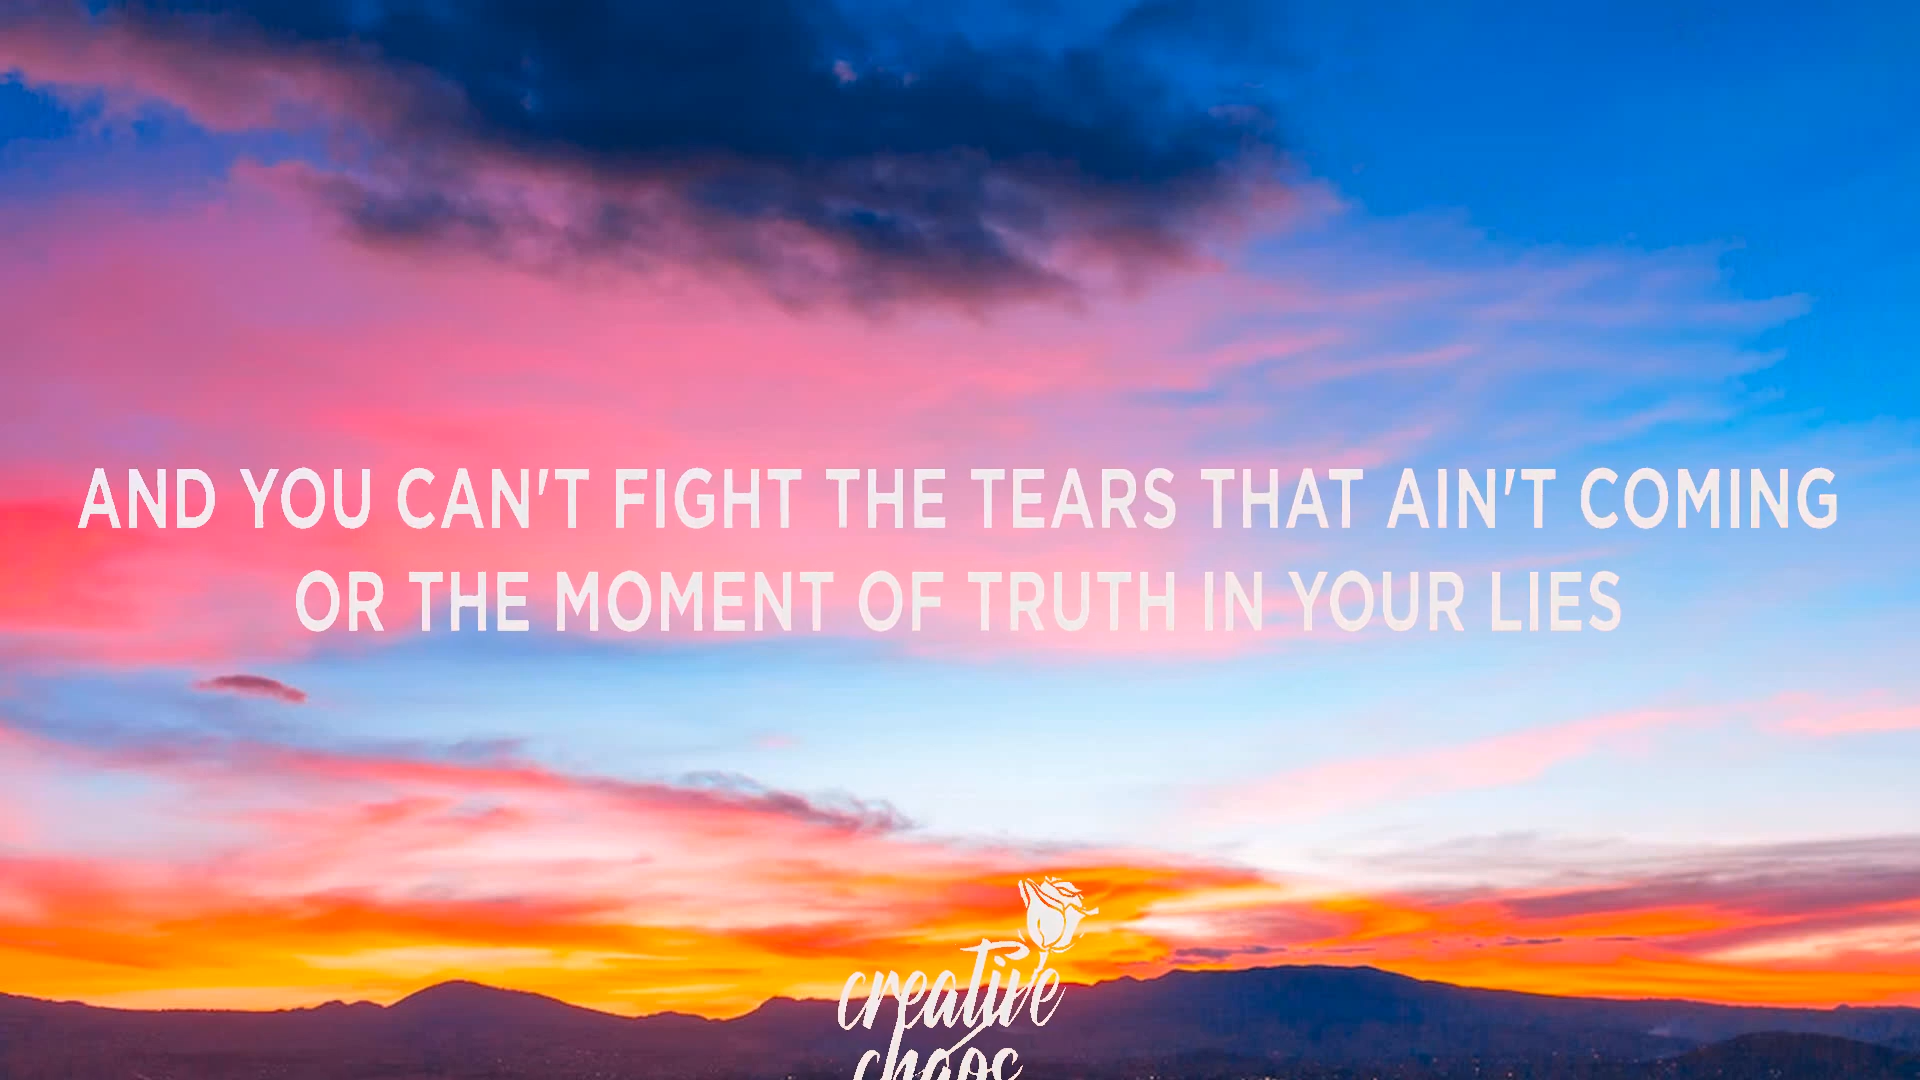 AND YOU CAN'T FIGHT THE TEARS THAT AIN'T COMING
OR THE MOMENT OF TRUTH IN YOUR LIES
creative
chaos